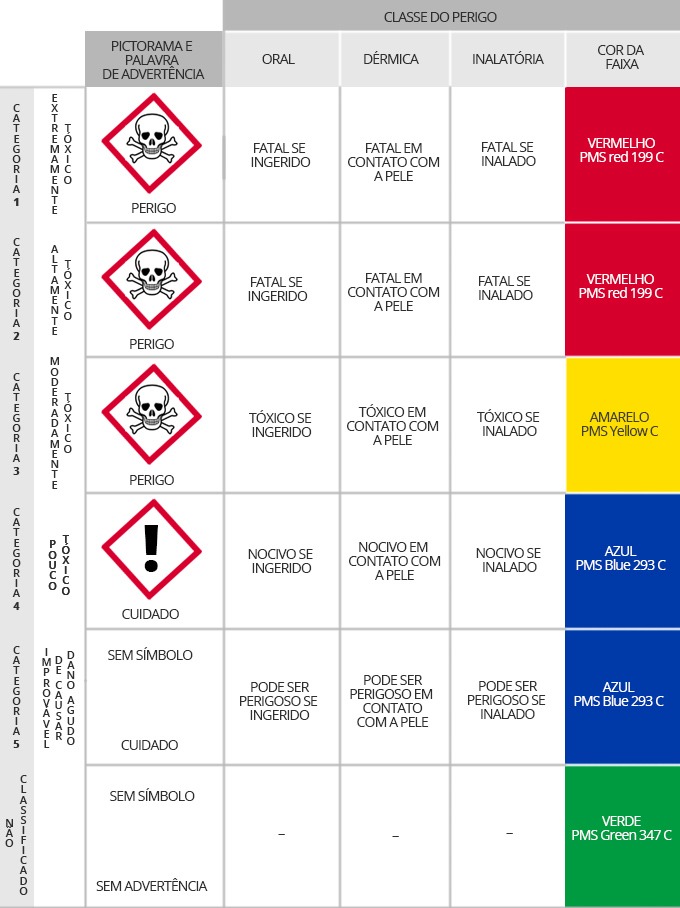 CLASSE DO PERIGO
PICTORAMA E
PALAVRA
DE ADVERTÊNCIA
ORAL
DÉRMICA
INALATÓRIA
COR DA
FAIXA
CATEGORIA 1
EXTREMAMENTE
TÓXICO
PERIGO
FATAL SE
INGERIDO
FATAL EM
CONTATO COM
A PELE
FATAL SE
INALADO
VERMELHO
PMS red 199 C
CATEGORIA 2
ALTAMENTE
TÓXICO
PERIGO
FATAL SE
INGERIDO
FATAL EM
CONTATO COM
A PELE
FATAL SE
INALADO
VERMELHO
PMS red 199 C
CATEGORIA 3
MODERADAMENTE
TÓXICO
PERIGO
TÓXICO SE
INGERIDO
TÓXICO EM
CONTATO COM
A PELE
TÓXICO SE
INALADO
AMARELO
PMS Yellow C
CATEGORIA 4
POUCO
TÓXICO
!
CUIDADO
NOCIVO SE
INGERIDO
NOCIVO EM
CONTATO COM
A PELE
NOCIVO SE
INALADO
AZUL
PMS Blue 293 C
CATEGORIA 5
IMPROVÁVEL
DE CAUSAR
DANO AGUDO
SEM SÍMBOLO
CUIDADO
PODE SER
PERIGOSO SE
INGERIDO
PODE SER
PERIGOSO EM
CONTATO
COM A PELE
PODE SER
PERIGOSO SE
INALADO
AZUL
PMS Blue 293 C
NÃO
CLASSIFICADO
SEM SÍMBOLO
SEM ADVERTÊNCIA
–
–
–
VERDE
PMS Green 347 C